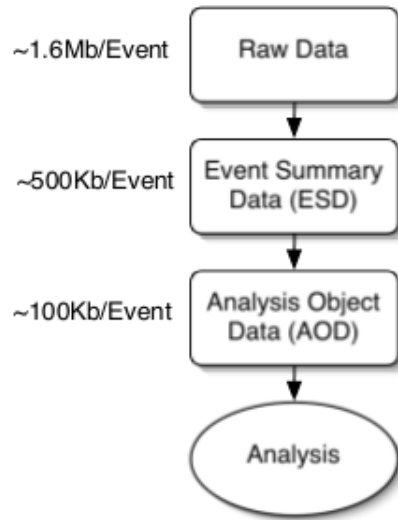 ~1.6Mb/Event
Raw Data
~500Kb/Event
Event Summary
Data (ESD)
~100Kb/Event
Analysis Object
Data (AOD)
Analysis